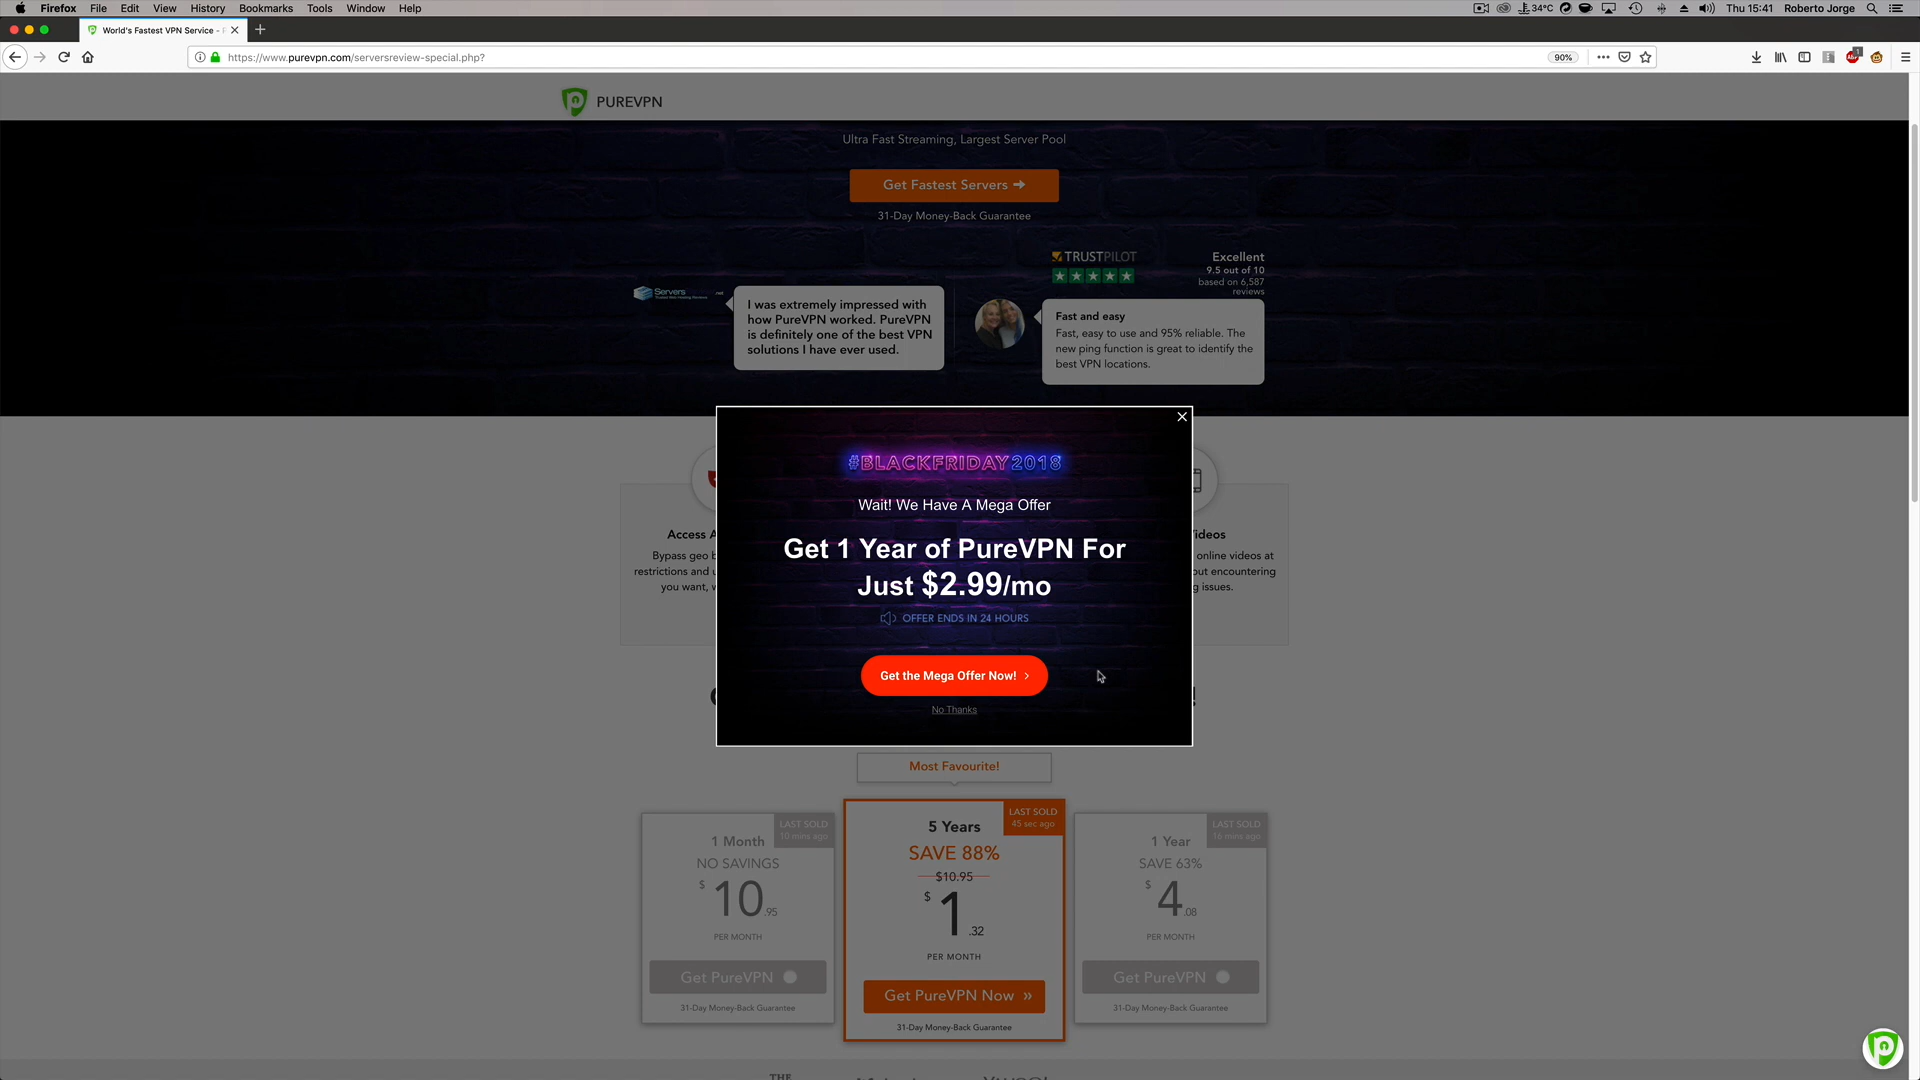 Firefox File Edit View History Bookmarks Tools Window Help
34°C Thu 15:41 Roberto Jorge
World's Fastest VPN Service -
https://www.purevpn.com/serversreview-special.php?
90%
1
PUREVPN
Ultra Fast Streaming, Largest Server Pool
Get Fastest Servers
31-Day Money-Back Guarantee
Servers
.net
I was extremely impressed with
how PureVPN worked. PureVPN
is definitely one of the best VPN
solutions I have ever used.
TRUSTPILOT
Excellent
9.5 out of 10
based on 6,587
reviews
Fast and easy
Fast, easy to use and 95% reliable. The
new ping function is great to identify the
best VPN locations.
#BLACKFRIDAY2018
Wait! We Have A Mega Offer
Get 1 Year of PureVPN For
Just $2.99/mo
OFFER ENDS IN 24 HOURS
Get the Mega Offer Now!
No Thanks
Access A
Bypass geo b
restrictions and u
you want, w
ideos
online videos at
out encountering
g issues.
Most Favourite!
LAST SOLD
10 mins ago
1 Month
NO SAVINGS
$10.95
PER MONTH
Get PureVPN
31-Day Money-Back Guarantee
LAST SOLD
45 sec ago
5 Years
SAVE 88%
$10.95
$1.32
PER MONTH
Get PureVPN Now »
31-Day Money-Back Guarantee
LAST SOLD
16 mins ago
1 Year
SAVE 63%
$4.08
PER MONTH
Get PureVPN
31-Day Money-Back Guarantee
THE